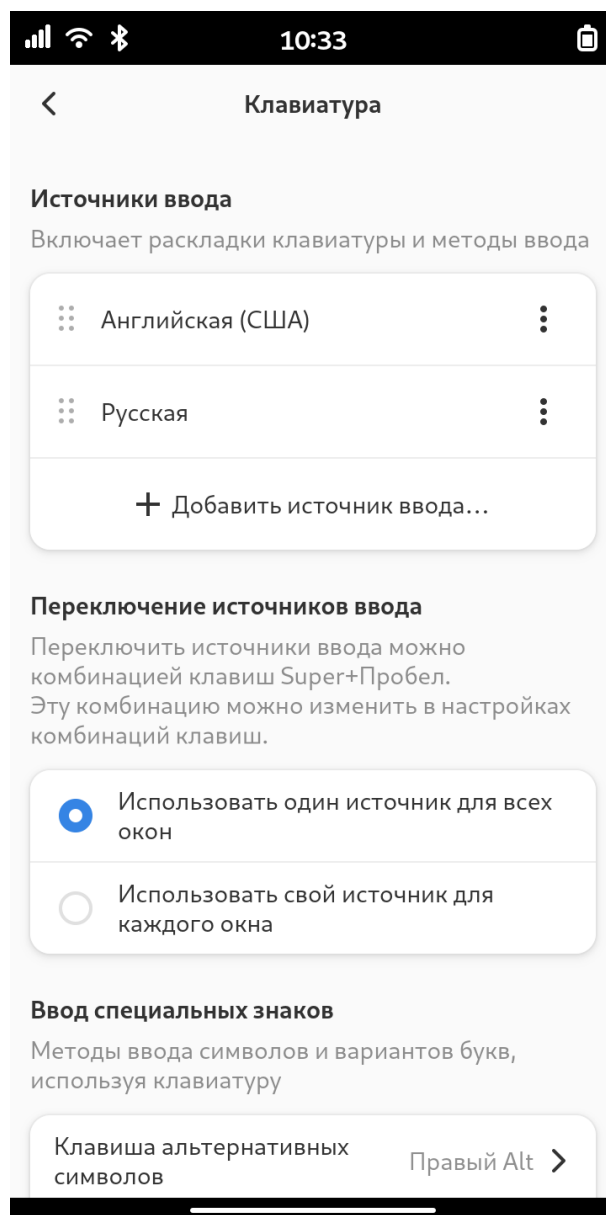 10:33
Клавиатура
Источники ввода
Включает раскладки клавиатуры и методы ввода
Английская (США)
Русская
+ Добавить источник ввода...
Переключение источников ввода
Переключить источники ввода можно
комбинацией клавиш Super+Пробел.
Эту комбинацию можно изменить в настройках
комбинаций клавиш.
Использовать один источник для всех
окон
Использовать свой источник для
каждого окна
Ввод специальных знаков
Методы ввода символов и вариантов букв,
используя клавиатуру
Клавиша альтернативных
символов
Правый Alt